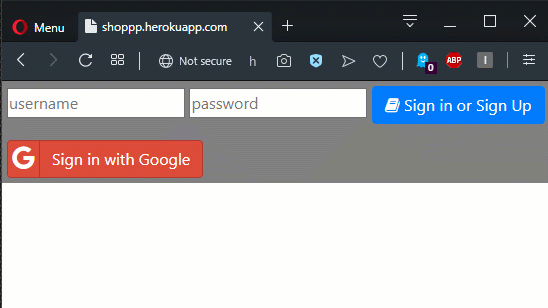 Menu
shoppp.herokuapp.com
Not secure
h
ABP
I
0
username
password
Sign in or Sign Up
G
Sign in with Google